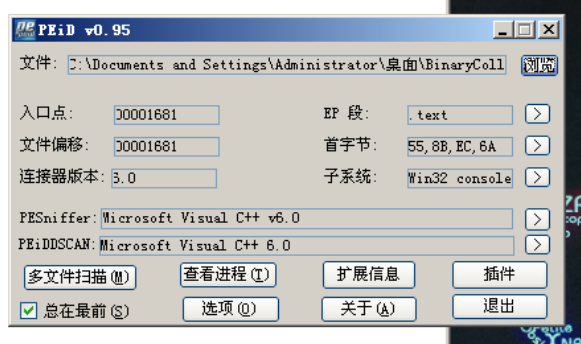 PEiD v0.95
文件: C:\Documents and Settings\Administrator\桌面\BinaryColl 浏览
入口点: 00001681 EP 段: .text >
文件偏移: 00001681 首字节: 55,8B,EC,6A >
连接器版本: 6.0 子系统: Win32 console >
PESniffer: Microsoft Visual C++ v6.0 >
PEiDDSCAN: Microsoft Visual C++ 6.0 >
多文件扫描(M) 查看进程(T) 扩展信息 插件
总在最前(S) 选项(O) 关于(A) 退出